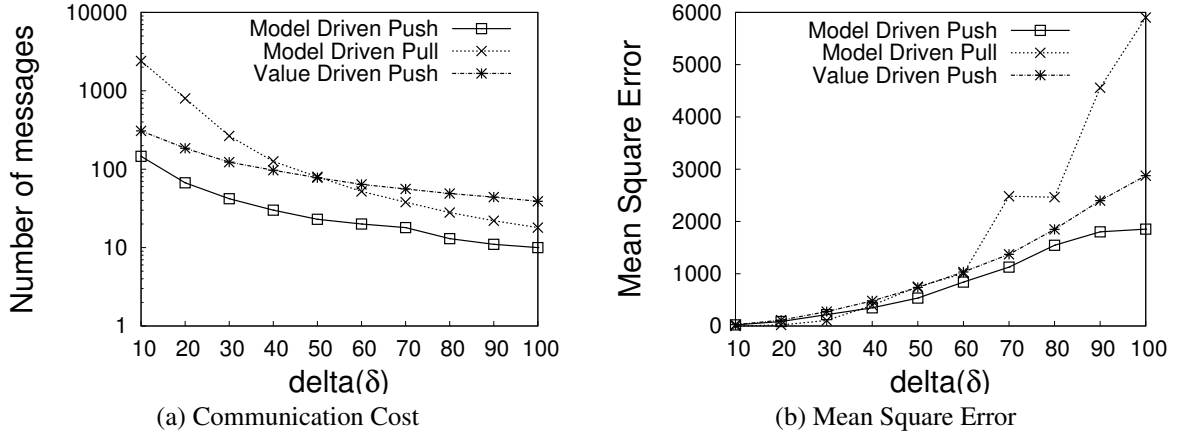 Number of messages
10000
1000
100
10
1
Model Driven Push
Model Driven Pull
Value Driven Push
10 20 30 40 50 60 70 80 90 100
delta(δ)
(a) Communication Cost
Mean Square Error
6000
5000
4000
3000
2000
1000
0
Model Driven Push
Model Driven Pull
Value Driven Push
10 20 30 40 50 60 70 80 90 100
delta(δ)
(b) Mean Square Error